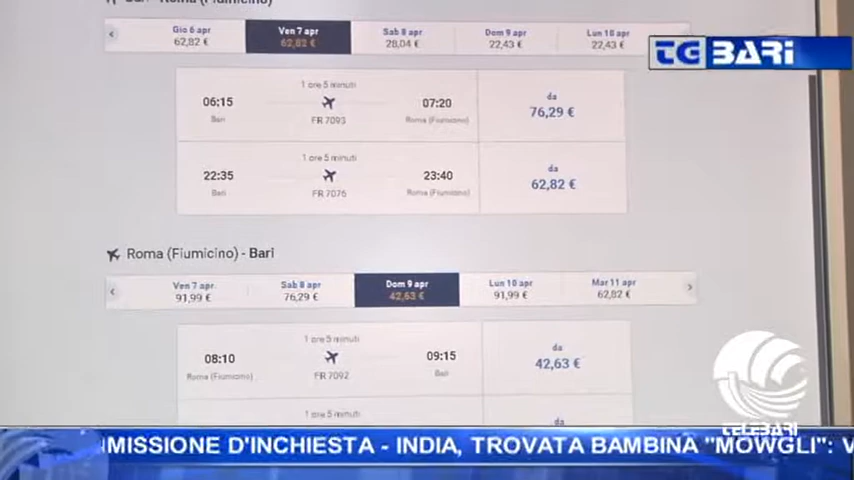 Bari - Roma (Fiumicino)
Gio 6 apr Ven 7 apr Sab 8 apr Dom 9 apr Lun 10 apr
62,82 € 62,82 € 28,04 € 22,43 € 22,43 €
TG BARI
1 ore 5 minuti
06:15 07:20 da
Bari FR 7093 Roma (Fiumicino) 76,29 €
1 ore 5 minuti
22:35 23:40 da
Bari FR 7076 Roma (Fiumicino) 62,82 €
Roma (Fiumicino) - Bari
Ven 7 apr Sab 8 apr Dom 9 apr Lun 10 apr Mar 11 apr
91,99 € 76,29 € 42,63 € 91,99 € 62,82 €
1 ore 5 minuti
08:10 09:15 da
Roma (Fiumicino) FR 7092 Bari 42,63 €
1 ore 5 minuti da
TELEBARI
MMISSIONE D'INCHIESTA - INDIA, TROVATA BAMBINA "MOWGLI": V